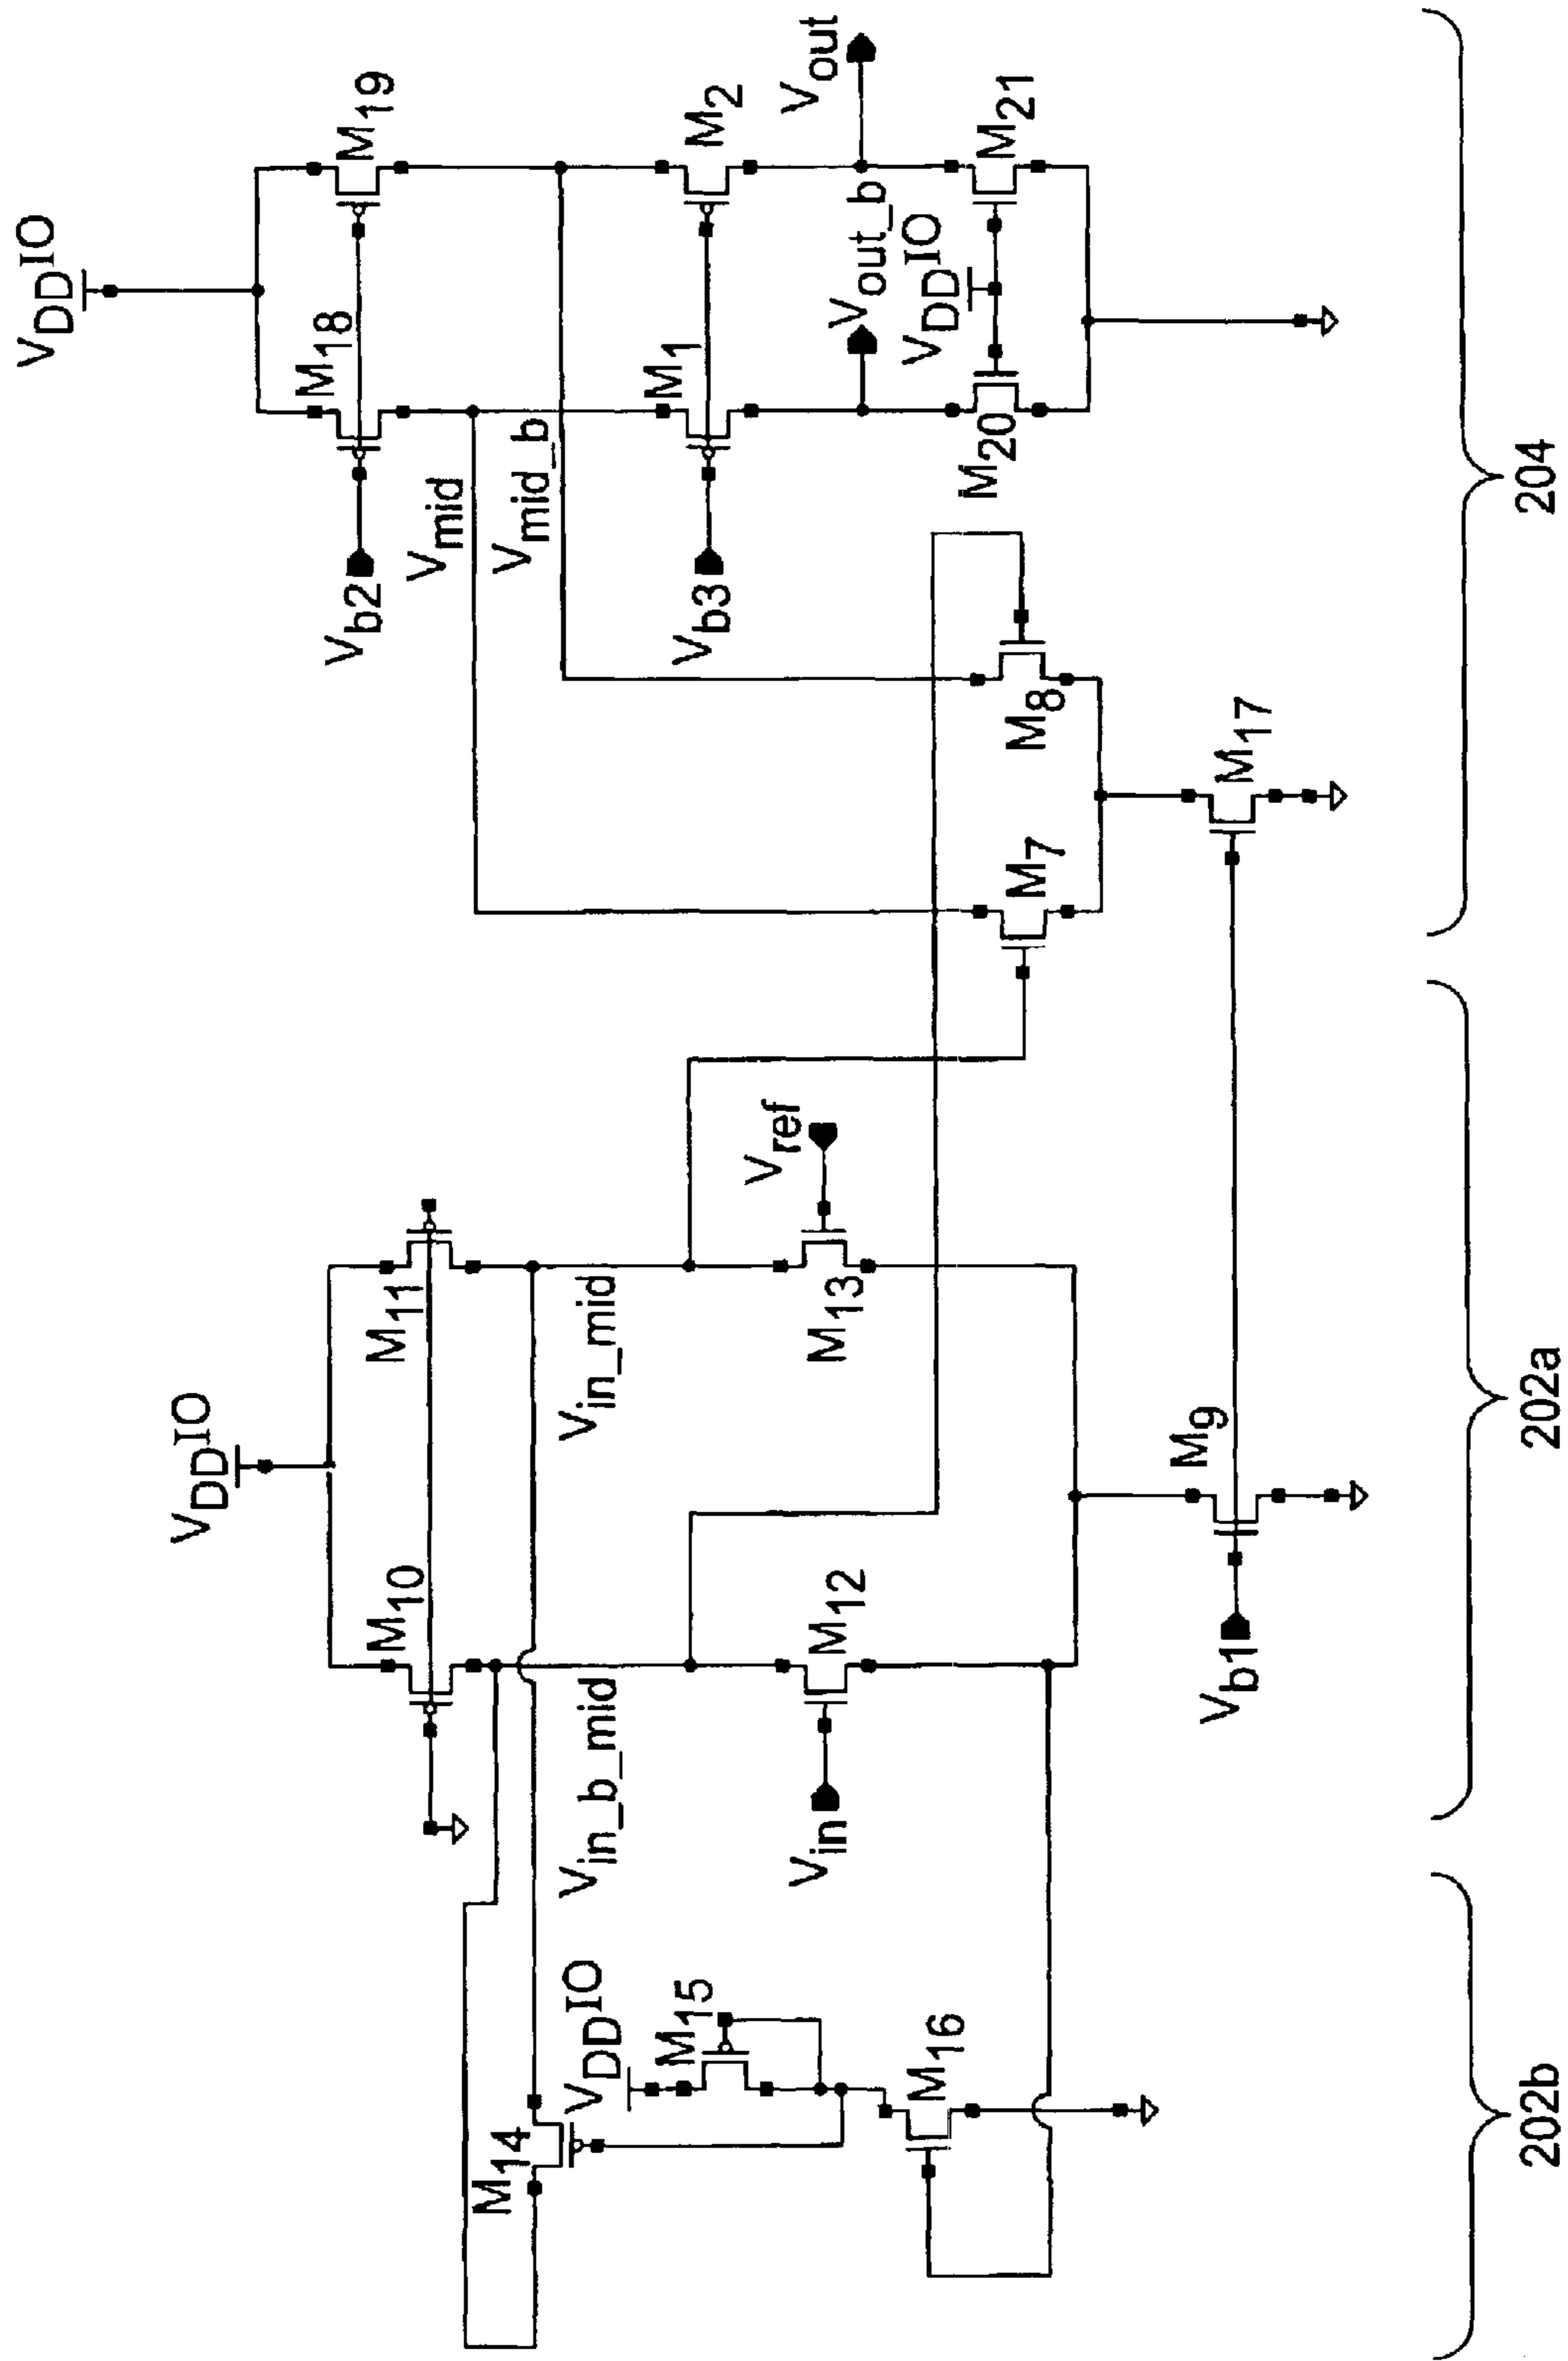 V_DD^IO
V_DD^IO
M_18
M_19
V_b2
V_mid
V_mid_b
M_10
M_11
M_14
V_in_b_mid
V_in_mid
V_DD^IO
M_15
V_b3
M_1
M_2
V_ref
V_out_b
V_out
V_in
M_12
M_13
V_DD^IO
M_16
M_7
M_8
M_20
M_21
V_b1
M_9
M_17
202b
202a
204